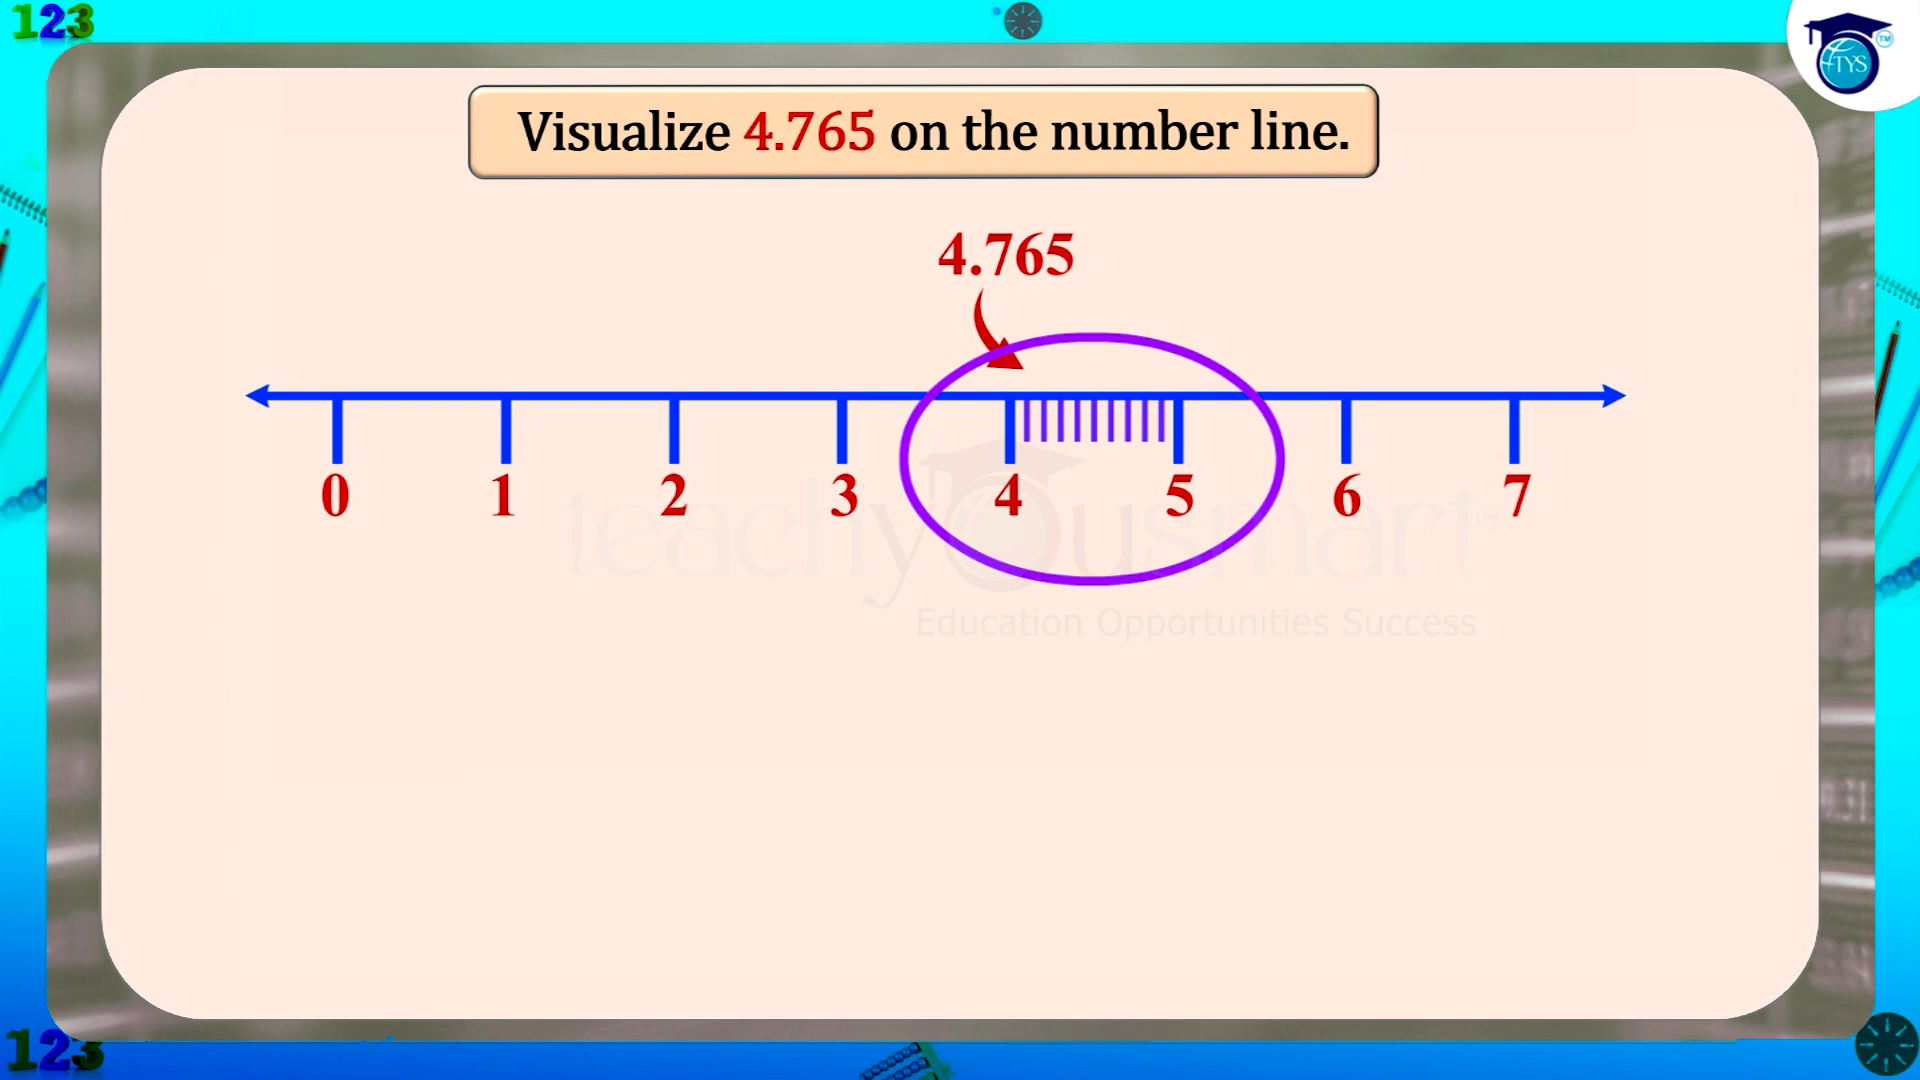 123
TYS
TM
Visualize 4.765 on the number line.
4.765
0 1 2 3 4 5 6 7
teachyousmart
Education Opportunities Success
123